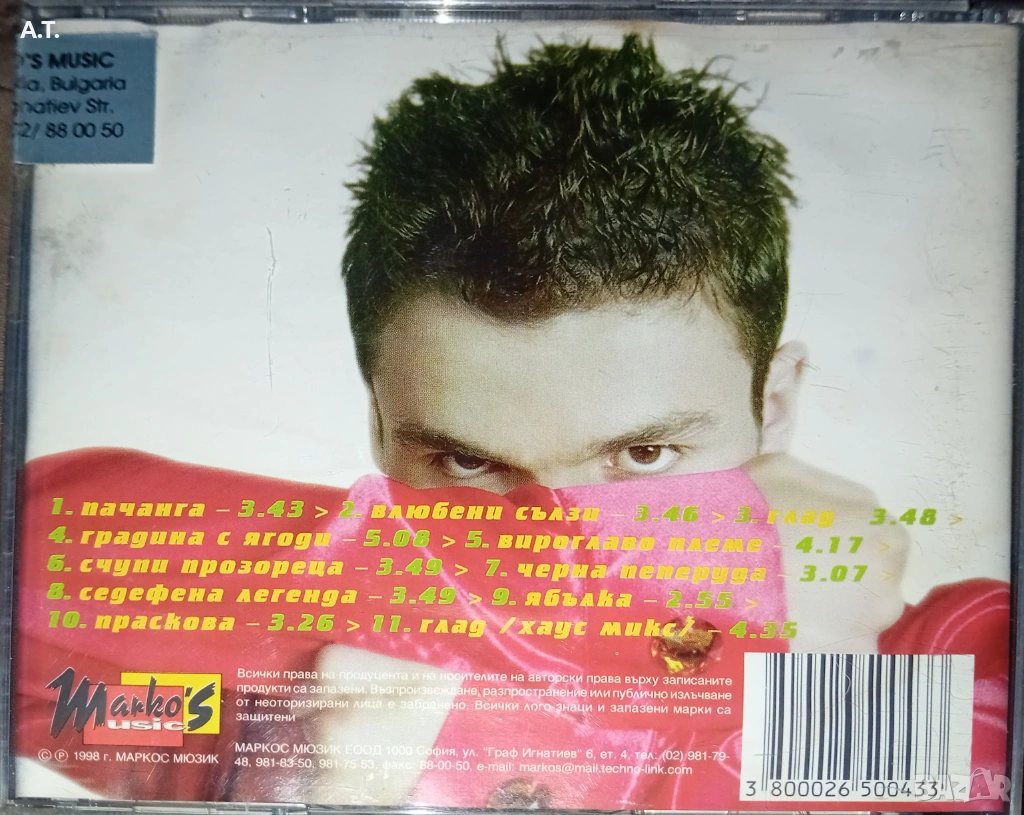 A.T.
'S MUSIC
ia, Bulgaria
gnatiev Str.
2/ 88 00 50
1. пачанга – 3.43 > 2. влюбени сълзи – 3.46 > 3. глад – 3.48 >
4. градина с ягоди – 5.08 > 5. вироглаво племе – 4.17 >
6. счупи прозореца – 3.49 > 7. черна пеперуда – 3.07 >
8. седефена легенда – 3.49 > 9. ябълка – 2.55 >
10. праскова – 3.26 > 11. глад /хаус микс/ – 4.35
Marko's
Music
Всички права на продуцента и на носителите на авторски права върху записаните
продукти са запазени. Възпроизвеждане, разпространение или публично излъчване
от неоторизирани лица е забранено. Всички лого знаци и запазени марки са
защитени
© ℗ 1998 г. МАРКОС МЮЗИК
МАРКОС МЮЗИК ЕООД 1000 София, ул. "Граф Игнатиев" 6, ет. 4, тел: (02) 981-79-
48, 981-83-50, 981-75-53, факс: 88-00-50, e-mail: markos@mail.techno-link.com
3 800026 500433
BAZAR